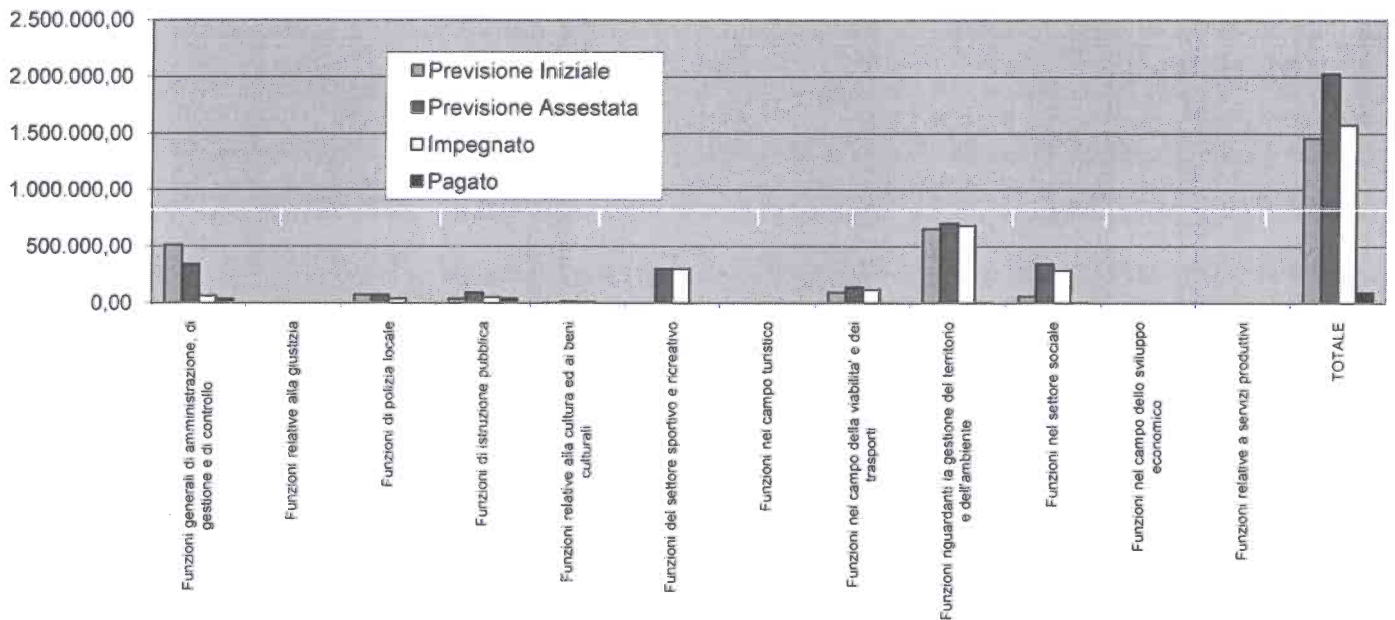 2.500.000,00
2.000.000,00
1.500.000,00
1.000.000,00
500.000,00
0,00
Previsione Iniziale
Previsione Assestata
Impegnato
Pagato
Funzioni generali di amministrazione, di
gestione e di controllo
Funzioni relative alla giustizia
Funzioni di polizia locale
Funzioni di istruzione pubblica
Funzioni relative alla cultura ed ai beni
culturali
Funzioni del settore sportivo e ricreativo
Funzioni nel campo turistico
Funzioni nel campo della viabilita' e dei
trasporti
Funzioni riguardanti la gestione del territorio
e dell'ambiente
Funzioni nel settore sociale
Funzioni nel campo dello sviluppo
economico
Funzioni relative a servizi produttivi
TOTALE